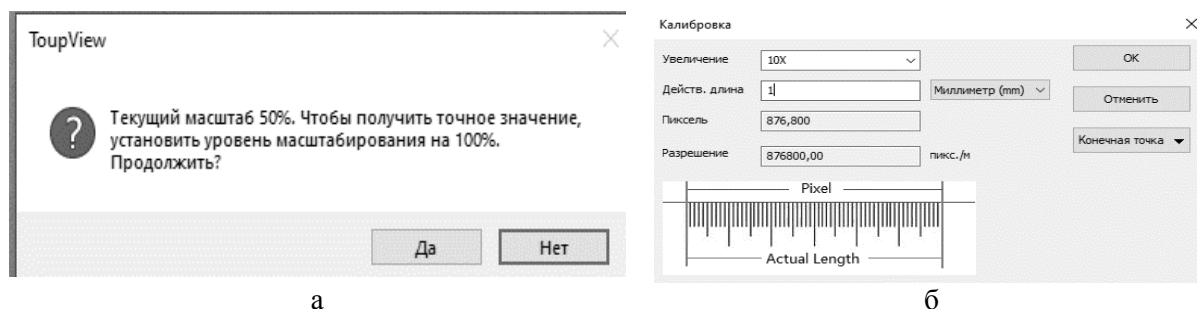 ToupView
Текущий масштаб 50%. Чтобы получить точное значение,
установить уровень масштабирования на 100%.
Продолжить?
Да
Нет
а
Калибровка
Увеличение
10X
OK
Действ. длина
1
Миллиметр (mm)
Отменить
Пиксель
876,800
Конечная точка
Разрешение
876800,00
пикс./м
Pixel
Actual Length
б